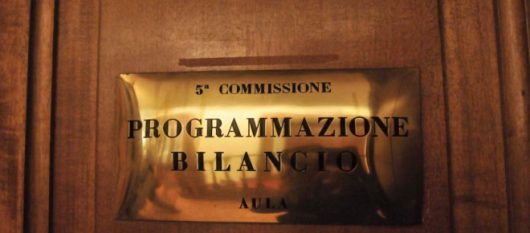 5ª COMMISSIONE
PROGRAMMAZIONE
BILANCIO
AULA